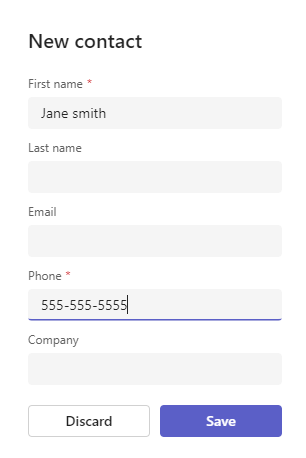 New contact
First name *
Jane smith
Last name
Email
Phone *
555-555-5555
Company
Discard
Save